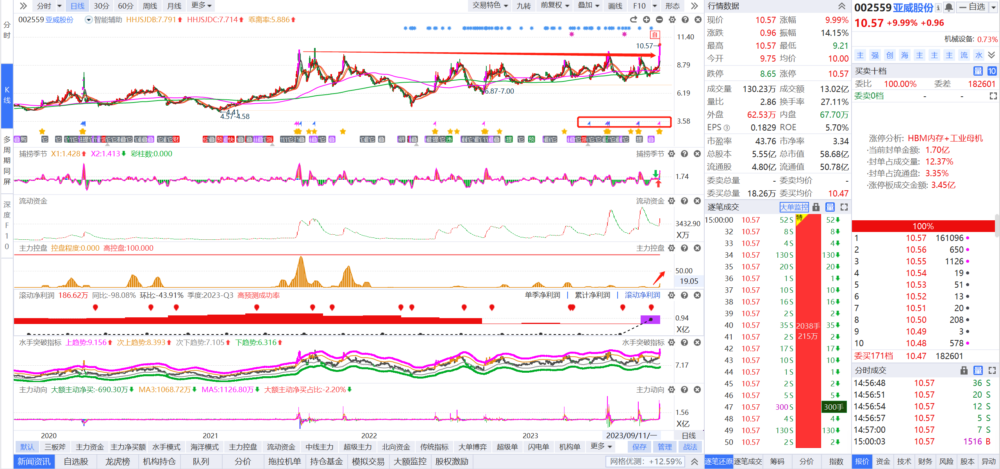 分时 日线 30分 60分 周线 月线 更多 交易特色 九转 前复权 叠加 画线 F10 形态
002559 亚威股份 智能辅助 HHJSJDB:7.791 HHJSJDC:7.714 乖离率:5.886
分时
K线
多周期同屏
深度F10
自
11.40
10.57
8.79
6.87-7.00
6.19
4.41
4.57-4.58
3.58
捕捞季节 X1:1.428 X2:1.413 彩柱数:0.000 捕捞季节
1.74
流动资金 流动资金
3432.90
X万
主力控盘 控盘程度:0.000 高控盘:100.000 主力控盘
50.00
19.05
滚动净利润 186.62万 同比:-98.08% 环比:-43.91% 季度:2023-Q3 高预测成功率 单季净利润 累计净利润 滚动净利润
0.94
X亿
水手突破指标 上趋势:9.156 次上趋势:8.393 次下趋势:7.105 下趋势:6.316 水手突破指标
7.17
主力动向 大额主动净买:-690.30万 MA3:1068.72万 MA5:1126.80万 大额主动净买占比:-2.20% 主力动向
1.56
X亿
2020 2021 2022 2023 2023/09/11/一 日线
默认 三板斧 主力资金 主力净买额 水手模式 海洋模式 主力控盘 流动资金 中线主力 超级主力 北向资金 传统指标 大单博弈 超级单 闪电单 机构单 更多 保存 管理 战法
新闻资讯 自选股 龙虎榜 机构持仓 队列 分价 拖拉机单 持仓基金 模拟交易 大额监控 股权激励 网格优测: +12.59%
行情数据
现价 10.57 涨幅 9.99%
涨跌 0.96 振幅 14.15%
最高 10.57 最低 9.21
今开 9.75 均价 10.00
跌停 8.65 涨停 10.57
成交量 130.23万 成交额 13.02亿
量比 2.86 换手率 27.11%
外盘 62.53万 内盘 67.70万
EPS ③ 0.1829 ROE 5.70%
市盈率 43.76 市净率 3.34
总股本 5.55亿 总市值 58.68亿
流通股 4.80亿 流通值 50.78亿
委卖总量 - 委卖均价 -
委买总量 18.26万 委买均价 10.47
逐笔成交 大单监控 量
15:00:00 10.57 52 S 特 52
32 10.57 8 S 8
33 10.57 4 S 4
34 10.57 130 S 130
35 10.57 20 S 20
36 10.57 1 S 1
37 10.57 10 S 10
38 10.57 16 S 16
39 10.57 2 S 2
40 10.57 35 S 2038手 35
41 10.57 2 S 215万 2
42 10.57 17 S 17
43 10.57 10 S 10
44 10.57 1 S 1
45 10.57 2 S 2
46 10.57 5 S 5
47 10.57 300 S 300手
48 10.57 4 S 4
49 10.57 130 S 130
50 10.57 2 S 2
逐笔还原 逐笔成交 筹码 分价 指数
002559 亚威股份 自选
10.57 +9.99% +0.96
机械设备: 0.73%
主 强 创 海 主 主 主 流 水
买卖十档 量 10
委比 100.00% 委差 182601
委卖0档 - -
涨停分析: HBM内存+工业母机
·当前封单金额: 1.70亿
·封单占成交量: 12.37%
·封单占流通盘: 3.35%
·涨停板成交金额: 3.45亿
100%
1 10.57 161096
2 10.56 650
3 10.55 1126
4 10.54 19
5 10.53 51
6 10.52 13
7 10.51 20
8 10.50 208
9 10.49 3
10 10.48 578
委买171档 10.47 182601
分时成交 量
14:56:48 10.57 36 S
14:56:51 10.57 20 S
14:56:54 10.57 12 S
14:56:57 10.57 5 S
14:57:00 10.57 7 S
15:00:03 10.57 1516 B
报价 资金 技术 财务 风险 股本 异动